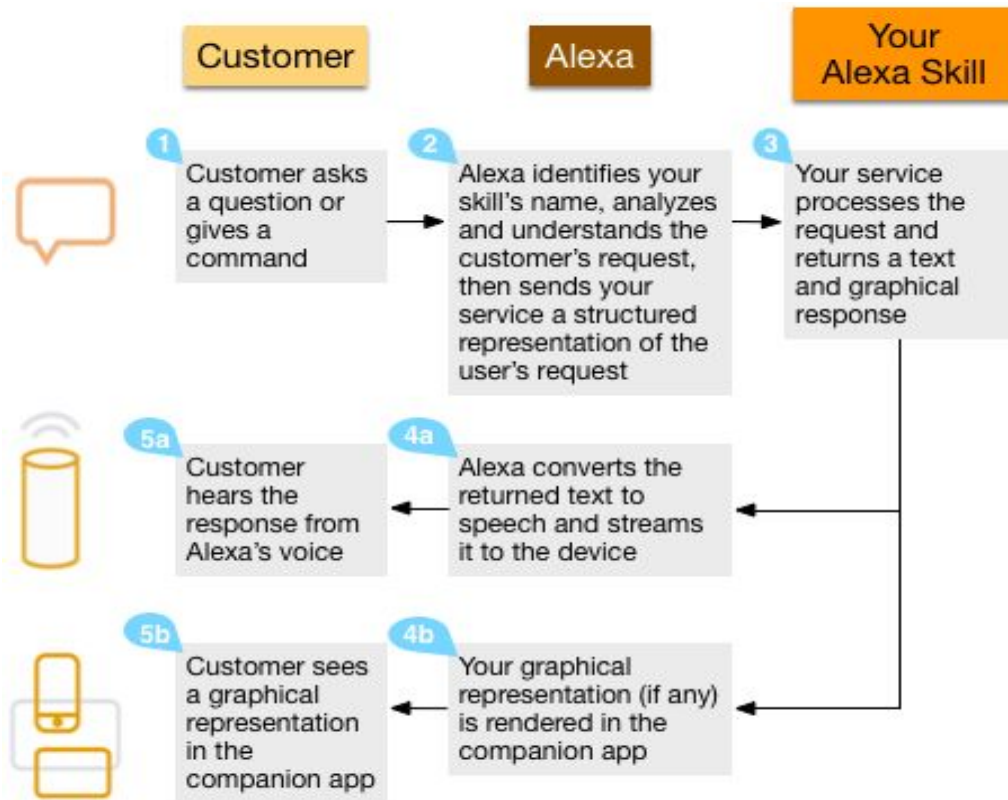 Customer
Alexa
Your
Alexa Skill
1
Customer asks
a question or
gives a
command
2
Alexa identifies your
skill's name, analyzes
and understands the
customer's request,
then sends your
service a structured
representation of the
user's request
3
Your service
processes the
request and
returns a text
and graphical
response
5a
Customer
hears the
response from
Alexa's voice
4a
Alexa converts the
returned text to
speech and streams
it to the device
5b
Customer sees
a graphical
representation
in the
companion app
4b
Your graphical
representation (if any)
is rendered in the
companion app